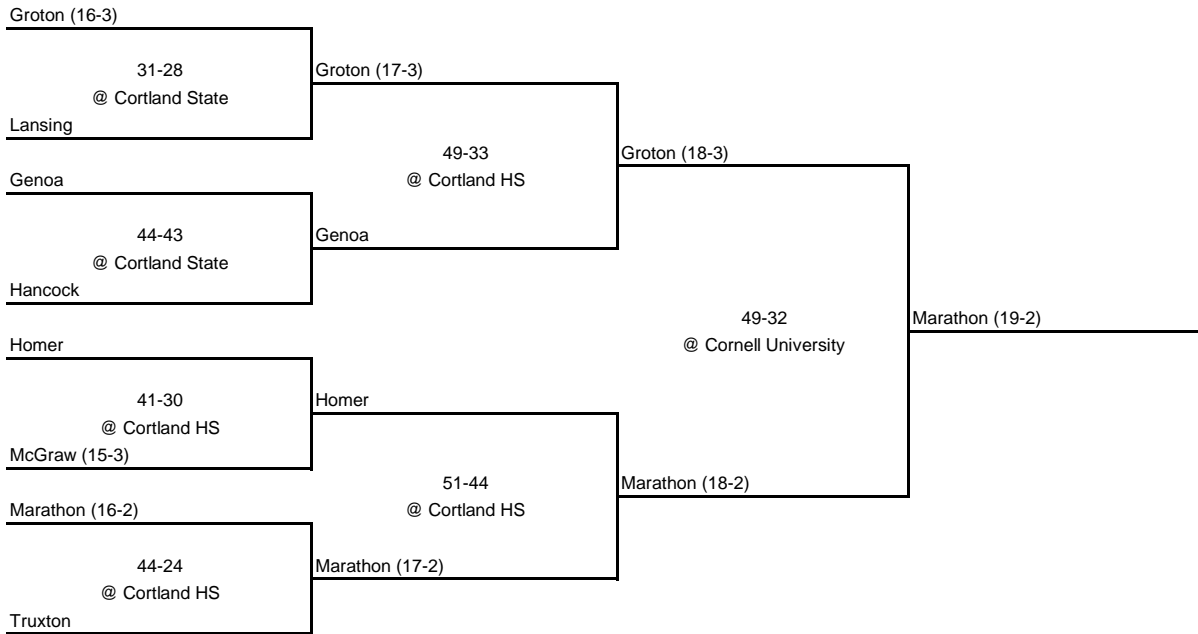 Groton (16-3)
31-28
@ Cortland State
Groton (17-3)
Lansing
49-33
@ Cortland HS
Groton (18-3)
Genoa
44-43
@ Cortland State
Genoa
Hancock
49-32
@ Cornell University
Marathon (19-2)
Homer
41-30
@ Cortland HS
Homer
McGraw (15-3)
51-44
@ Cortland HS
Marathon (18-2)
Marathon (16-2)
44-24
@ Cortland HS
Marathon (17-2)
Truxton